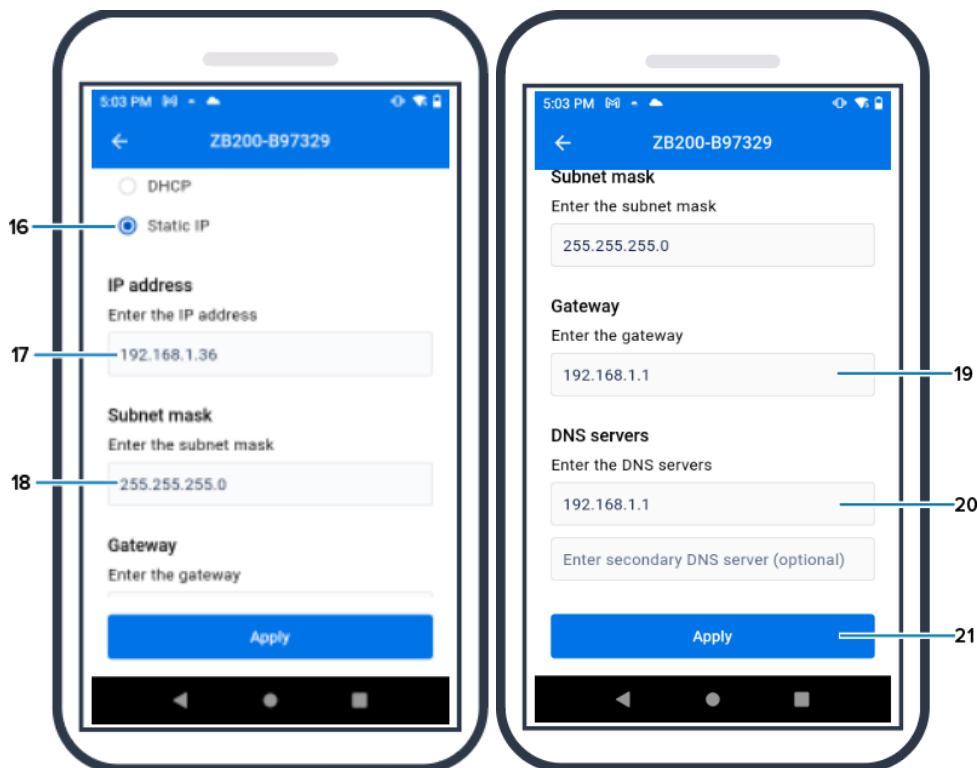 5:03 PM
ZB200-B97329
DHCP
16
Static IP
IP address
Enter the IP address
17
192.168.1.36
Subnet mask
Enter the subnet mask
18
255.255.255.0
Gateway
Enter the gateway
Apply
5:03 PM
ZB200-B97329
Subnet mask
Enter the subnet mask
255.255.255.0
Gateway
Enter the gateway
192.168.1.1
19
DNS servers
Enter the DNS servers
192.168.1.1
20
Enter secondary DNS server (optional)
Apply
21